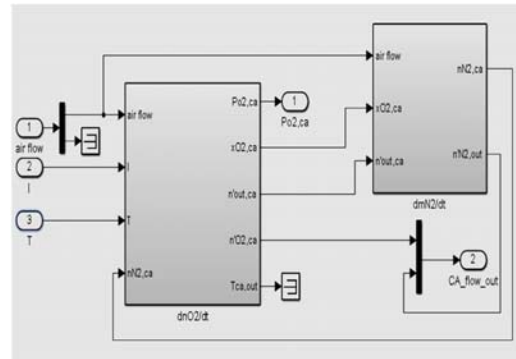 air flow
nN2,ca
xO2,ca
n'out,ca
n'N2,out
dmN2/dt
1
air flow
2
I
3
T
air flow
I
T
nN2,ca
Po2,ca
xO2,ca
n'out,ca
n'O2,ca
Tca,out
dnO2/dt
1
Po2,ca
2
CA_flow_out